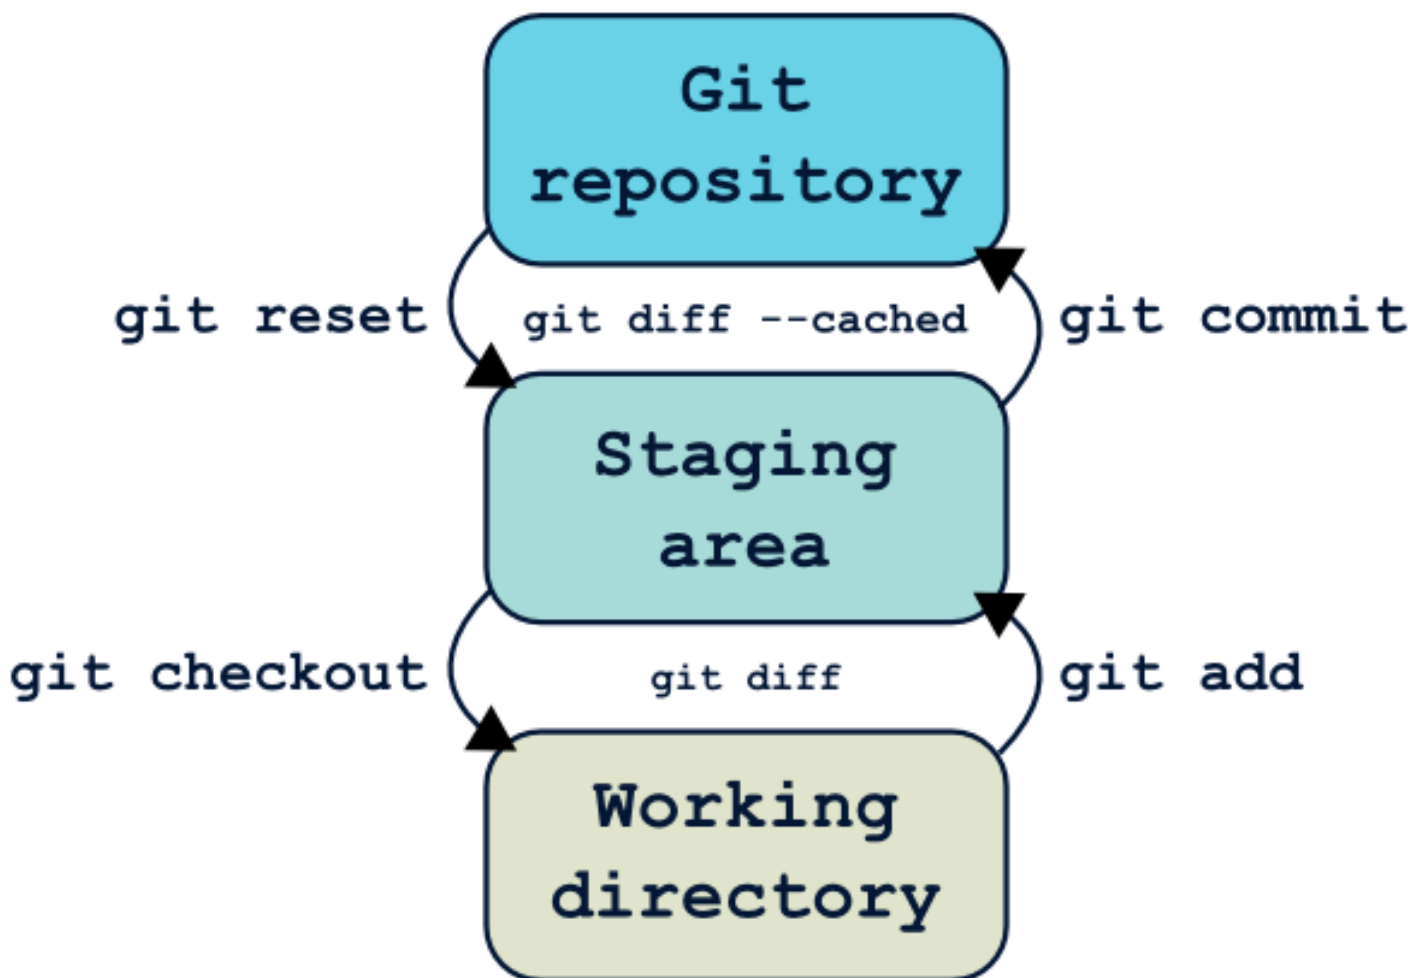 Git
repository
git reset
git diff --cached
git commit
Staging
area
git checkout
git diff
git add
Working
directory